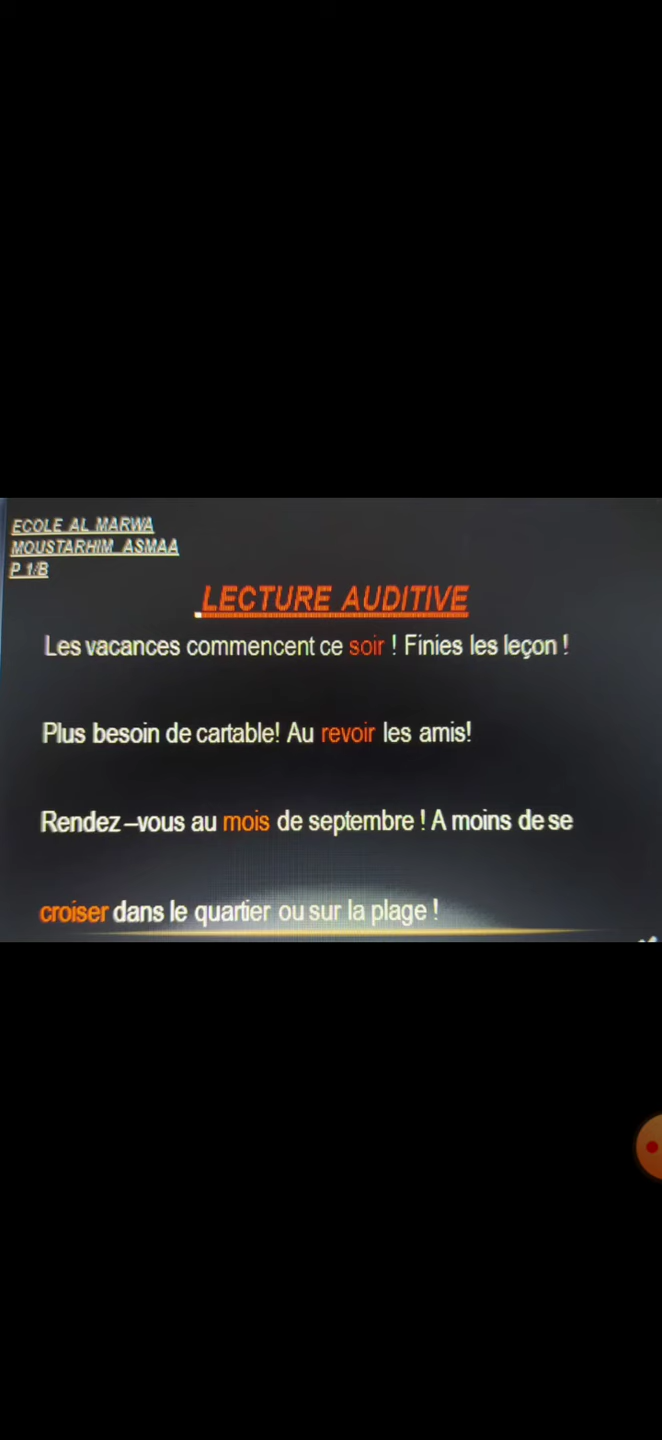 ECOLE AL MARWA
MOUSTARHIM ASMAA
P 1/B
LECTURE AUDITIVE
Les vacances commencent ce soir ! Finies les leçon !
Plus besoin de cartable! Au revoir les amis!
Rendez –vous au mois de septembre ! A moins de se
croiser dans le quartier ou sur la plage !